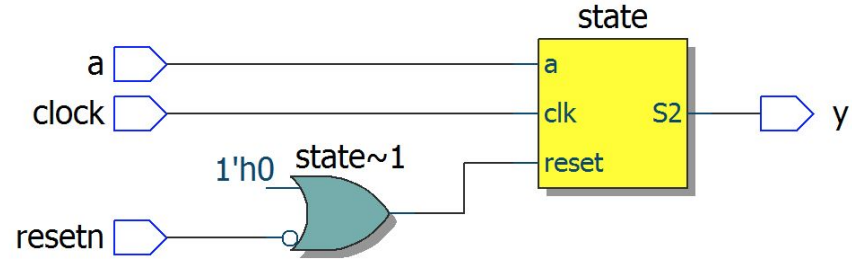 state
a
a
clock
clk
S2
y
1'h0
state~1
reset
resetn